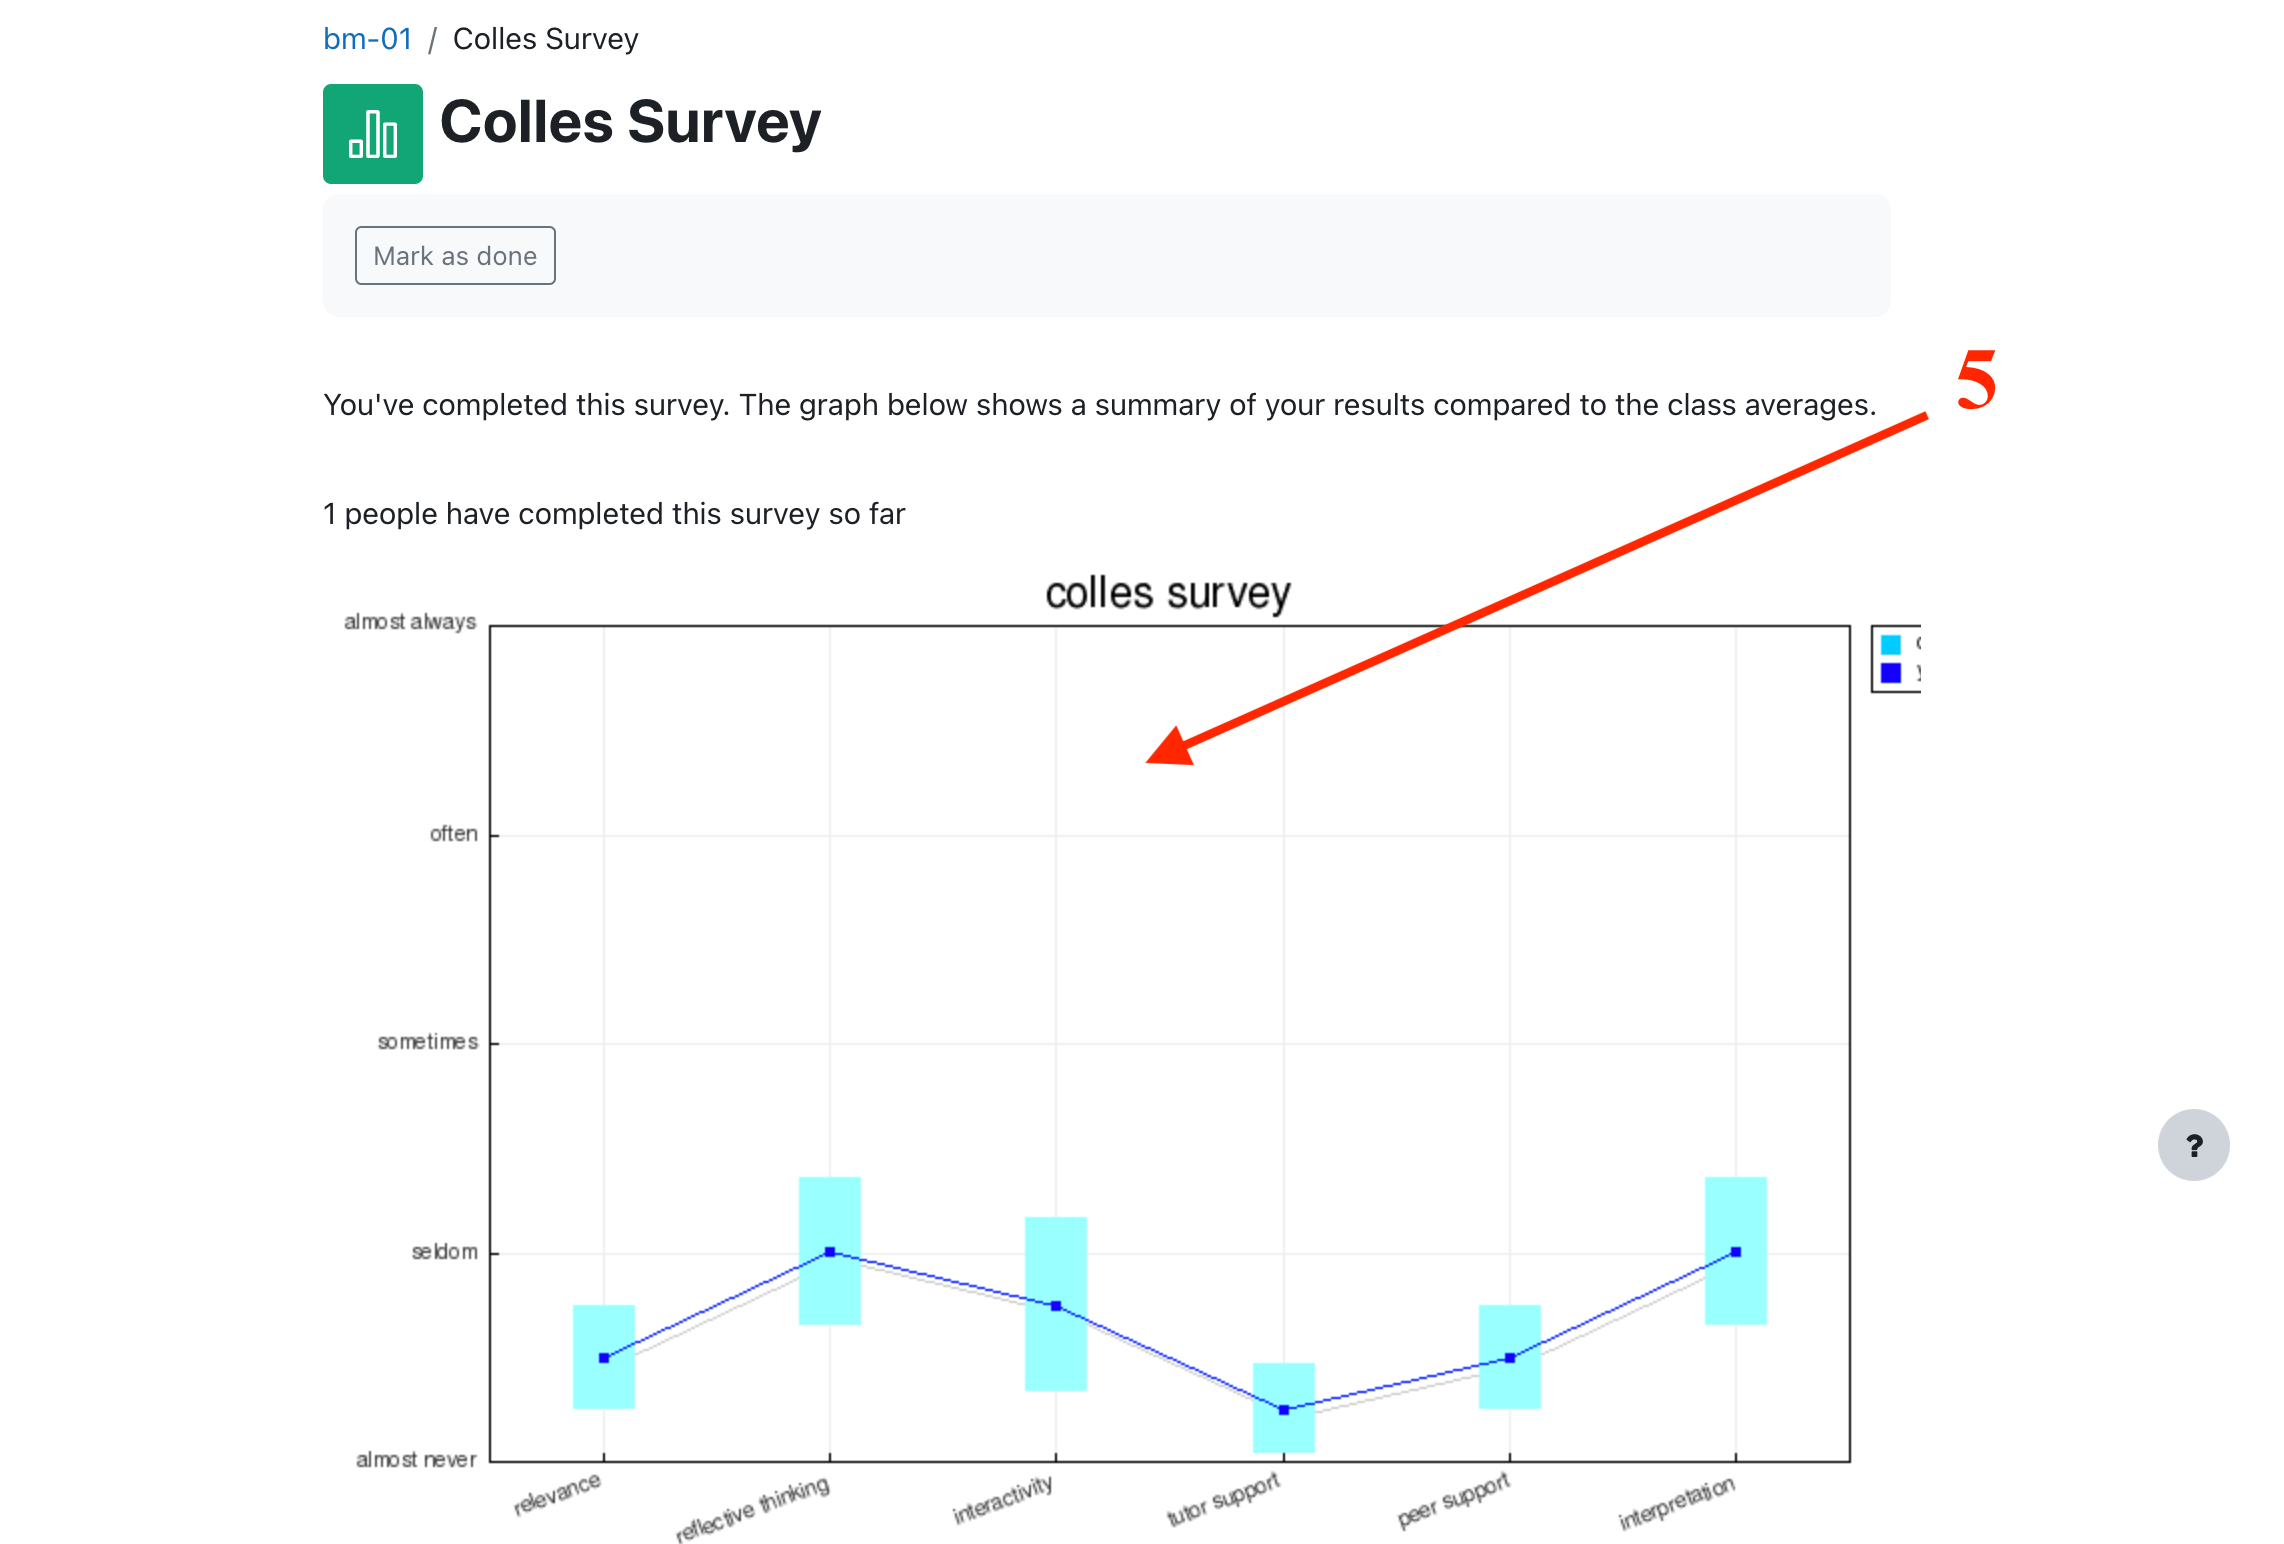 bm-01 / Colles Survey
Colles Survey
Mark as done
5
You've completed this survey. The graph below shows a summary of your results compared to the class averages.
1 people have completed this survey so far
colles survey
almost always
often
sometimes
seldom
almost never
relevance
reflective thinking
interactivity
tutor support
peer support
interpretation
?